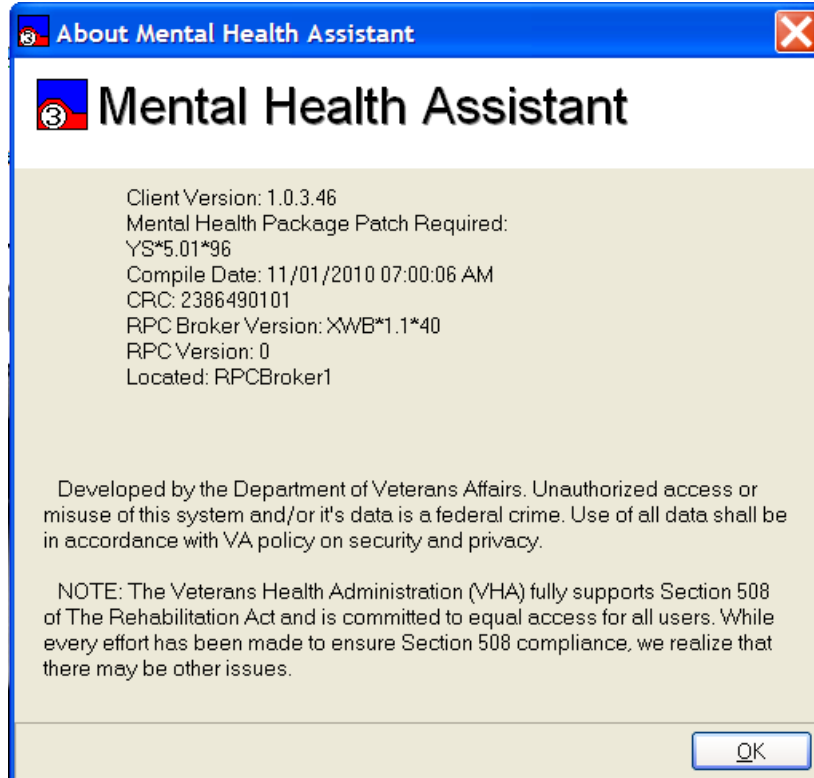 About Mental Health Assistant
3 Mental Health Assistant
Client Version: 1.0.3.46
Mental Health Package Patch Required:
YS*5.01*96
Compile Date: 11/01/2010 07:00:06 AM
CRC: 2386490101
RPC Broker Version: XWB*1.1*40
RPC Version: 0
Located: RPCBroker1
Developed by the Department of Veterans Affairs. Unauthorized access or
misuse of this system and/or it's data is a federal crime. Use of all data shall be
in accordance with VA policy on security and privacy.
NOTE: The Veterans Health Administration (VHA) fully supports Section 508
of The Rehabilitation Act and is committed to equal access for all users. While
every effort has been made to ensure Section 508 compliance, we realize that
there may be other issues.
OK